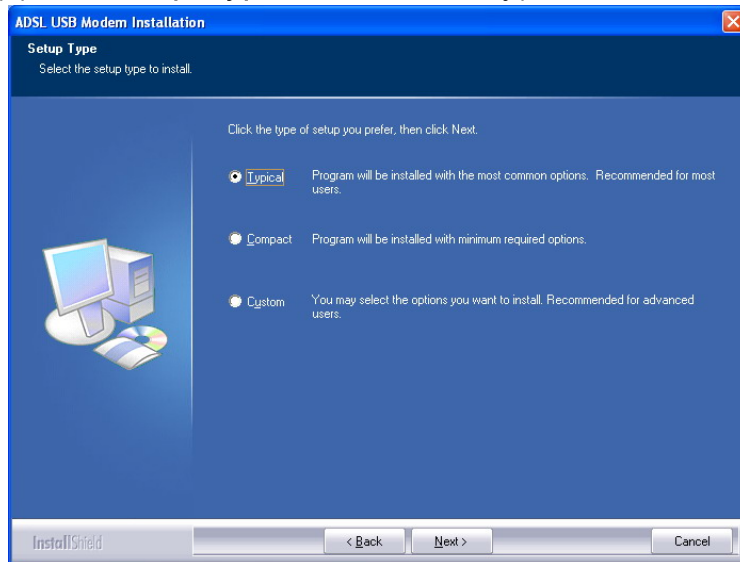 ADSL USB Modem Installation
Setup Type
Select the setup type to install.
Click the type of setup you prefer, then click Next.
Typical Program will be installed with the most common options. Recommended for most
users.
Compact Program will be installed with minimum required options.
Custom You may select the options you want to install. Recommended for advanced
users.
InstallShield < Back Next > Cancel